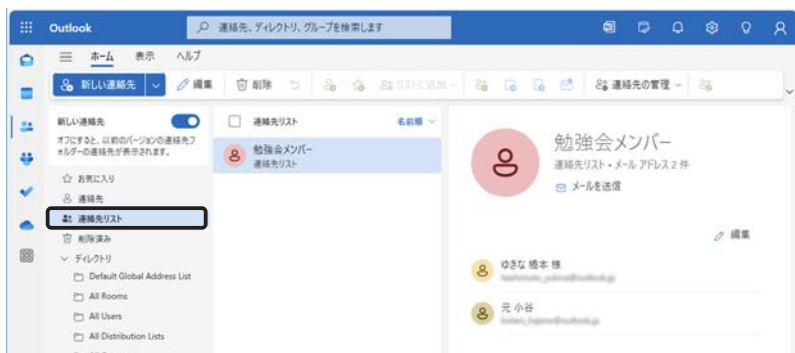 Outlook
連絡先、ディレクトリ、グループを検索します
ホーム 表示 ヘルプ
新しい連絡先 編集 削除 リストに追加 連絡先の管理
新しい連絡先
オフにすると、以前のバージョンの連絡先フォルダーの連絡先が表示されます。
お気に入り
連絡先
連絡先リスト
削除済み
ディレクトリ
Default Global Address List
All Rooms
All Users
All Distribution Lists
連絡先リスト 名前順
勉強会メンバー
連絡先リスト
勉強会メンバー
連絡先リスト • メール アドレス 2 件
メールを送信
編集
ゆきな 橋本 様
元 小谷